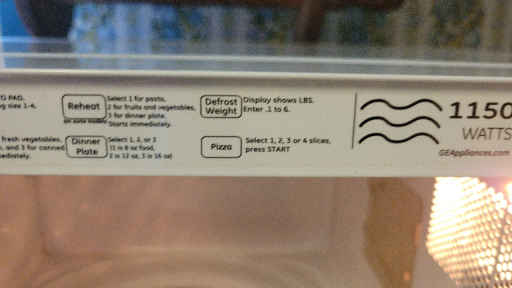 G PAD.
g size 1-4.
Reheat
Select 1 for pasta,
2 for fruits and vegetables,
3 for dinner plate.
Starts immediately.
Defrost
Weight
Display shows LBS.
Enter .1 to 6.
fresh vegetables,
, and 3 for canned
mediately.
Dinner
Plate
Select 1, 2, or 3
(1 is 8 oz food,
2 is 12 oz, 3 is 16 oz)
Pizza
Select 1, 2, 3 or 4 slices,
press START
1150
WATTS
GEAppliances.com